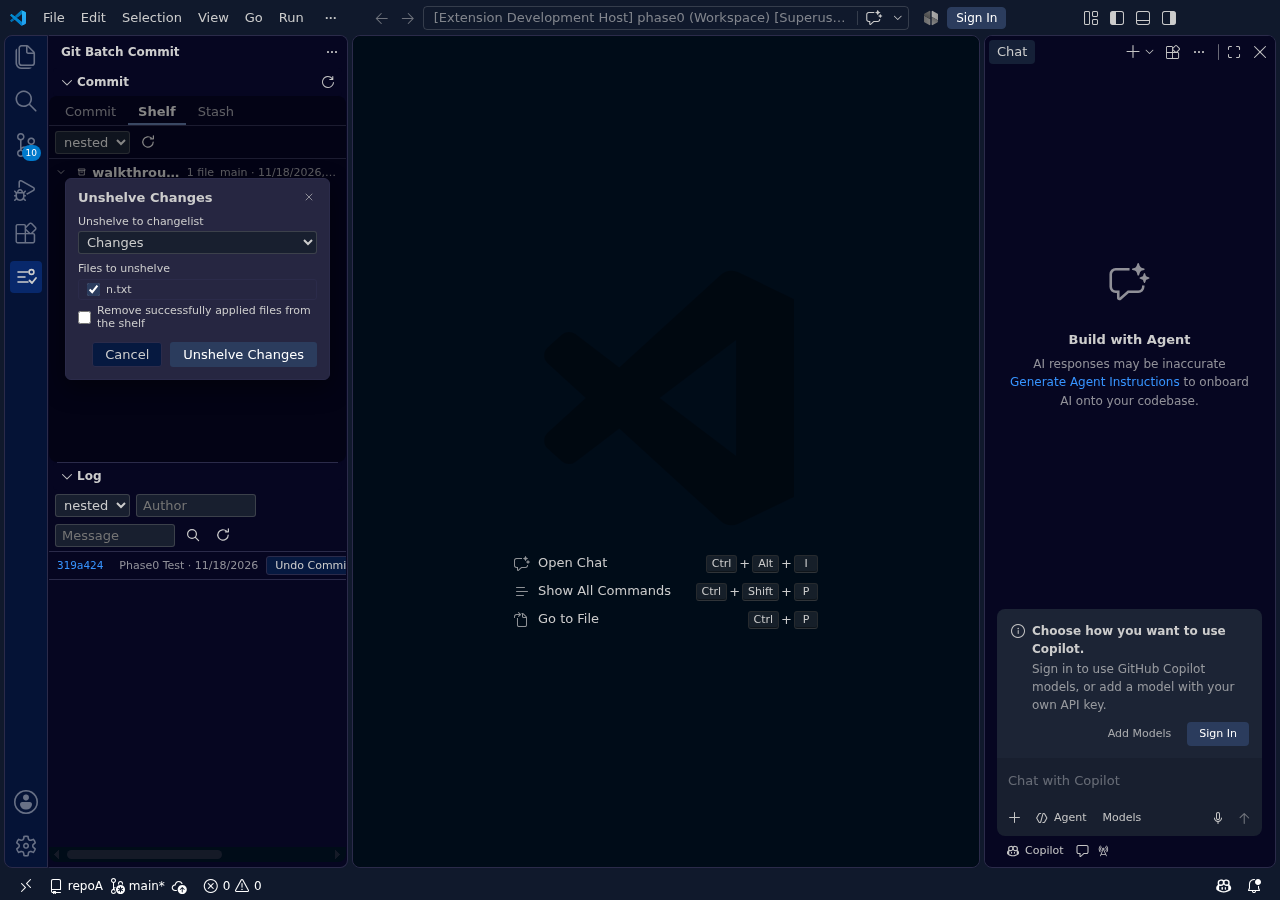 File Edit Selection View Go Run ···
[Extension Development Host] phase0 (Workspace) [Superus…
Sign In
Git Batch Commit
Commit
Commit Shelf Stash
nested
walkthrou… 1 file main · 11/18/2026,…
Unshelve Changes
Unshelve to changelist
Changes
Files to unshelve
n.txt
Remove successfully applied files from
the shelf
Cancel Unshelve Changes
Log
nested Author
Message
319a424 Phase0 Test · 11/18/2026 Undo Commi
10
Open Chat Ctrl + Alt + I
Show All Commands Ctrl + Shift + P
Go to File Ctrl + P
Chat
Build with Agent
AI responses may be inaccurate
Generate Agent Instructions to onboard
AI onto your codebase.
Choose how you want to use
Copilot.
Sign in to use GitHub Copilot
models, or add a model with your
own API key.
Add Models Sign In
Chat with Copilot
Agent Models
Copilot
repoA main* 0 0